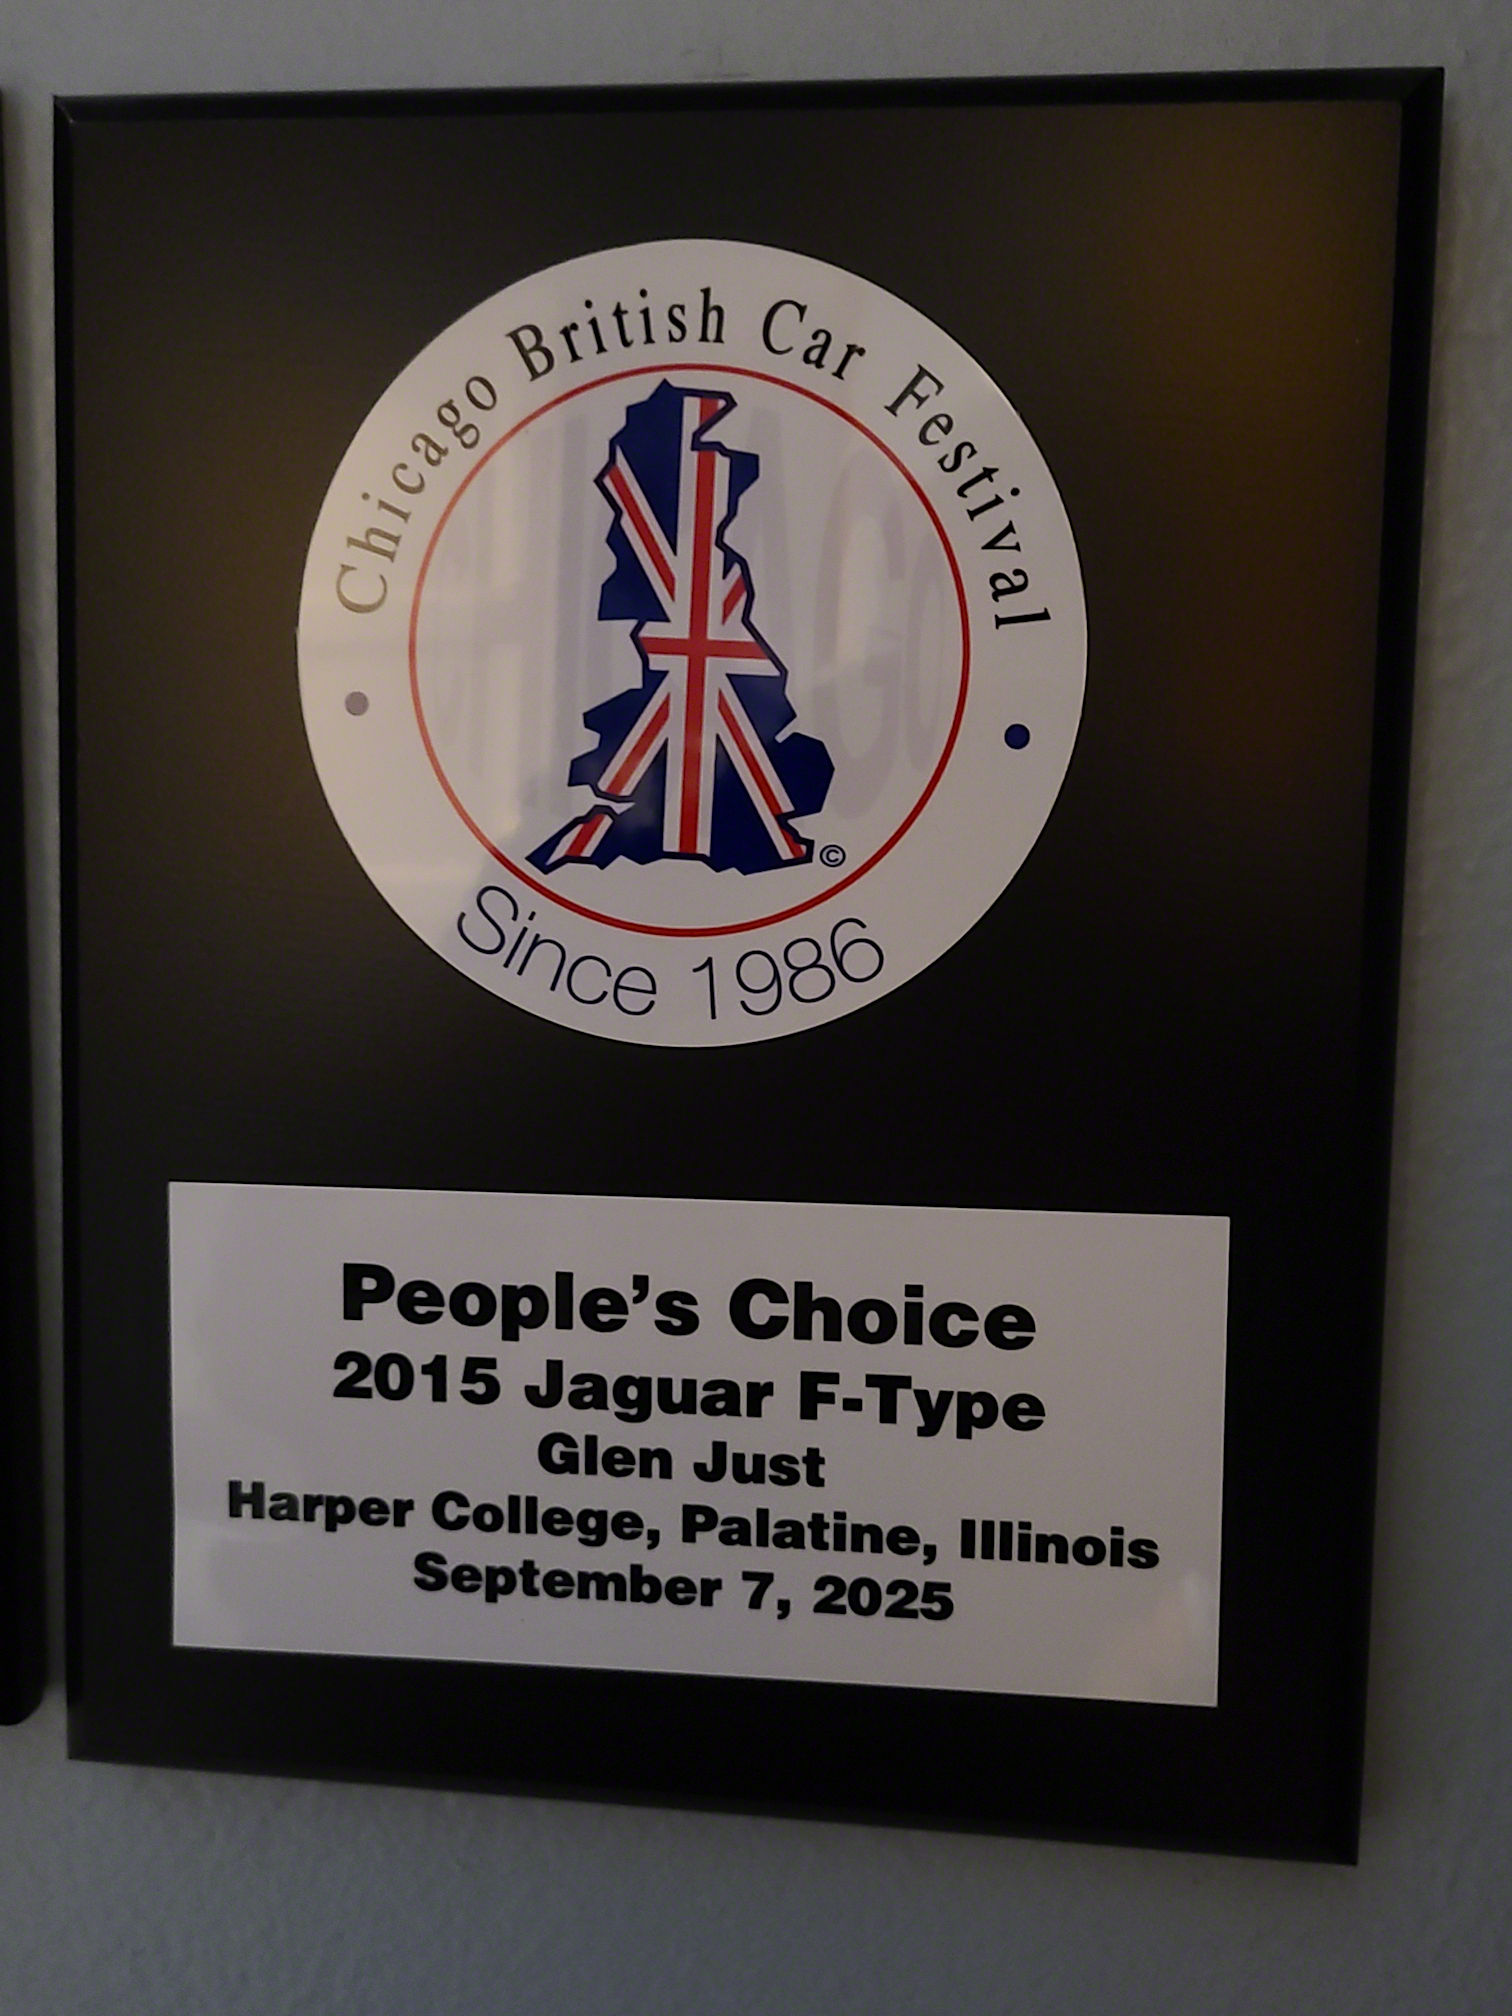 Chicago British Car Festival
©
Since 1986
People's Choice
2015 Jaguar F-Type
Glen Just
Harper College, Palatine, Illinois
September 7, 2025